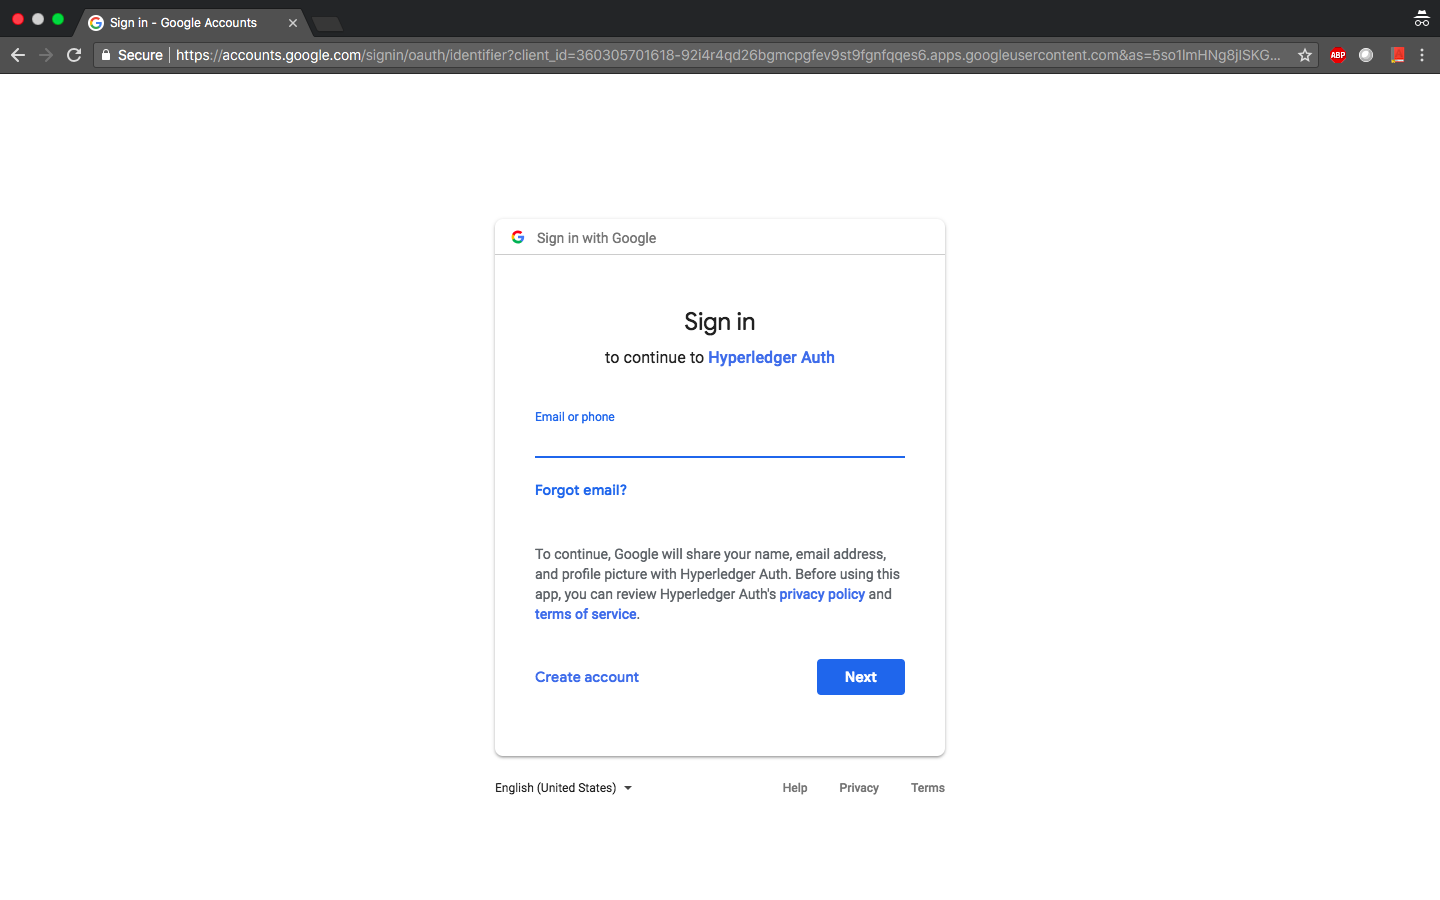 Sign in - Google Accounts
Secure https://accounts.google.com/signin/oauth/identifier?client_id=360305701618-92i4r4qd26bgmcpgfev9st9fgnfqqes6.apps.googleusercontent.com&as=5so1lmHNg8jlSKG...
ABP
Sign in with Google
Sign in
to continue to Hyperledger Auth
Email or phone
Forgot email?
To continue, Google will share your name, email address,
and profile picture with Hyperledger Auth. Before using this
app, you can review Hyperledger Auth's privacy policy and
terms of service.
Create account Next
English (United States) Help Privacy Terms